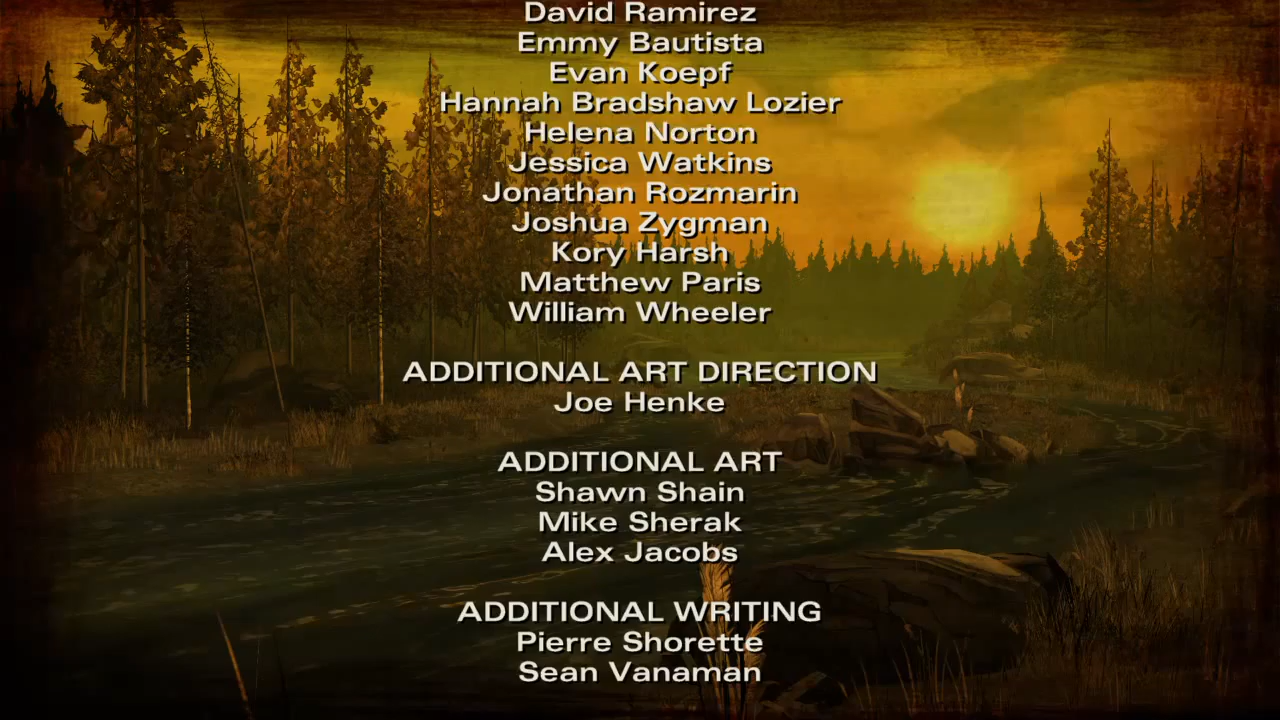 David Ramirez
Emmy Bautista
Evan Koepf
Hannah Bradshaw Lozier
Helena Norton
Jessica Watkins
Jonathan Rozmarin
Joshua Zygman
Kory Harsh
Matthew Paris
William Wheeler
ADDITIONAL ART DIRECTION
Joe Henke
ADDITIONAL ART
Shawn Shain
Mike Sherak
Alex Jacobs
ADDITIONAL WRITING
Pierre Shorette
Sean Vanaman